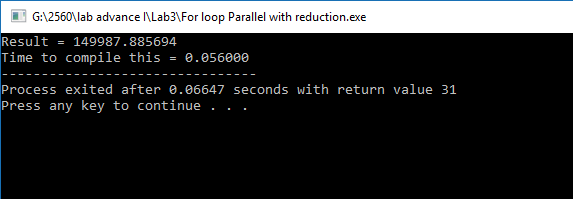 G:\2560\lab advance I\Lab3\For loop Parallel with reduction.exe
Result = 149987.885694
Time to compile this = 0.056000
--------------------------------
Process exited after 0.06647 seconds with return value 31
Press any key to continue . . .